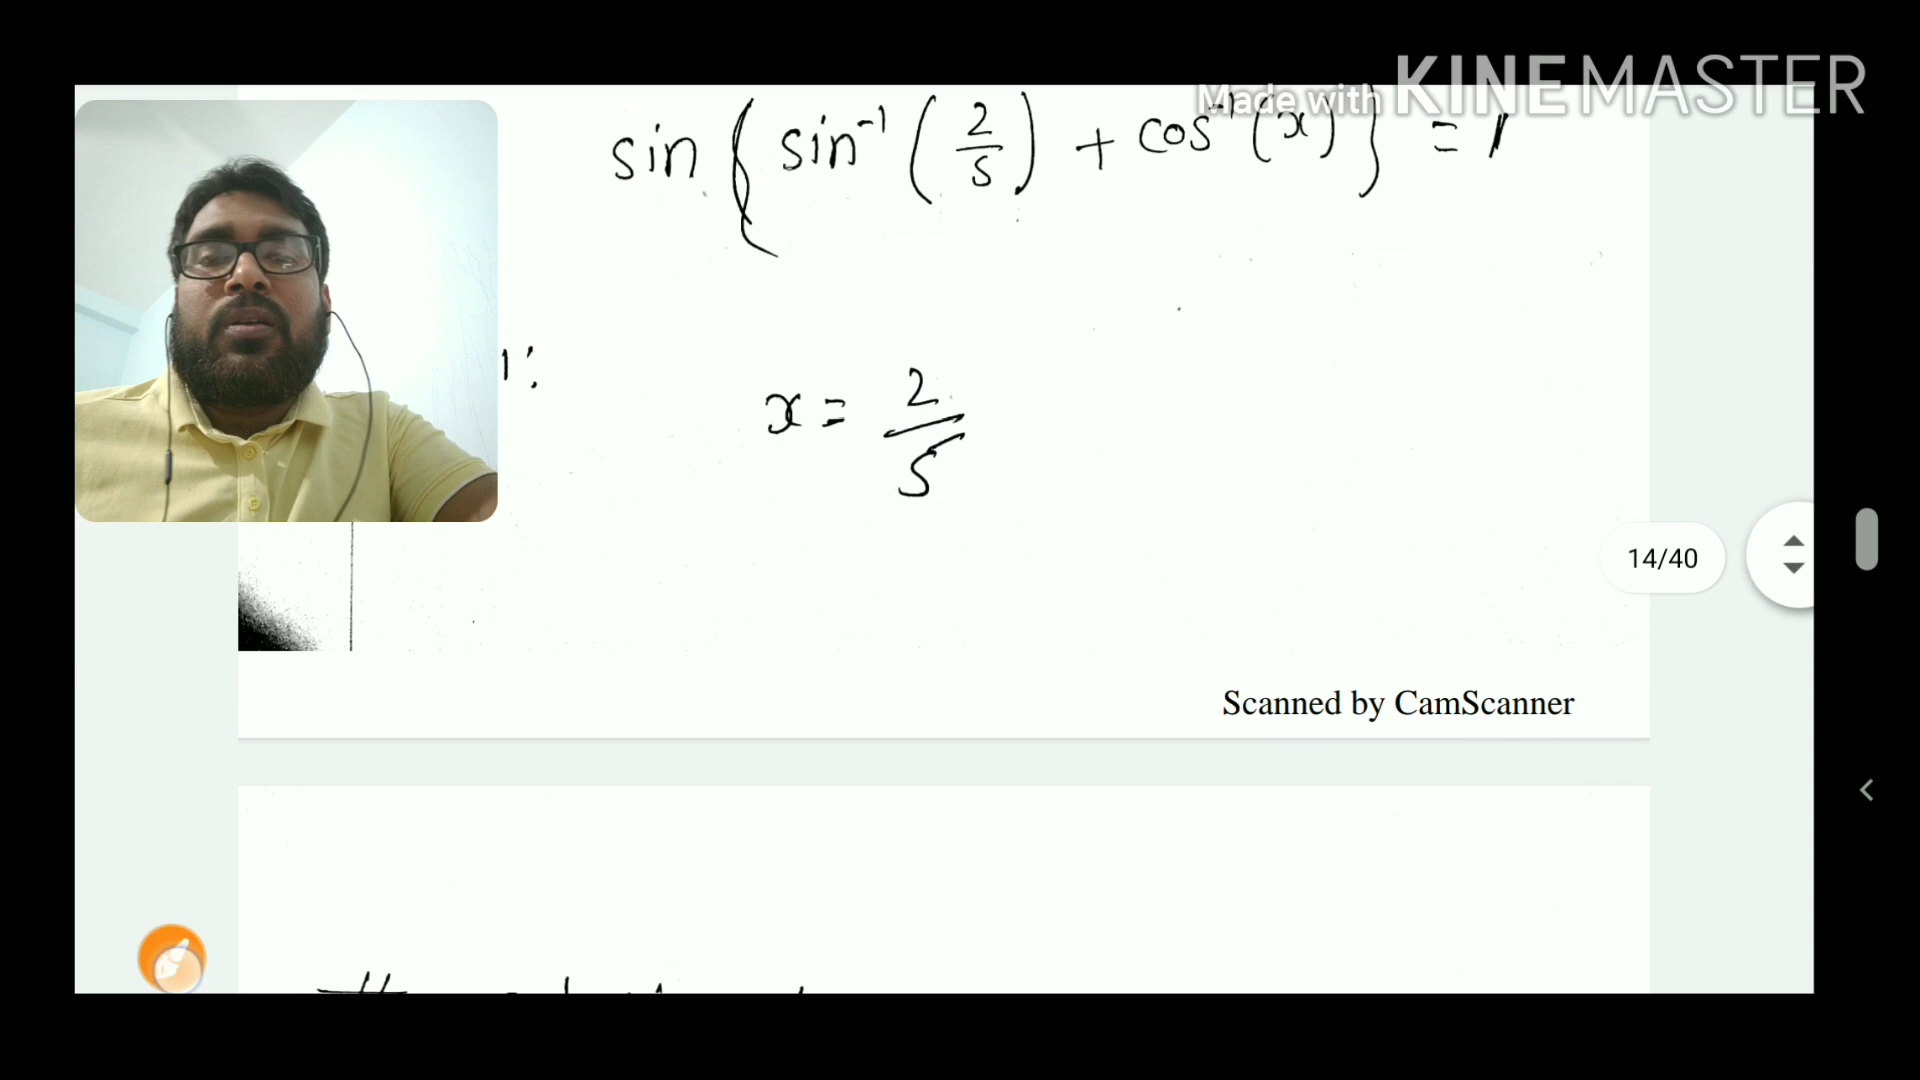 Made with KINEMASTER
sin { sin⁻¹ ( 2/5 ) + cos⁻¹ (x) } = 1
1:
x = 2/5
14/40
Scanned by CamScanner